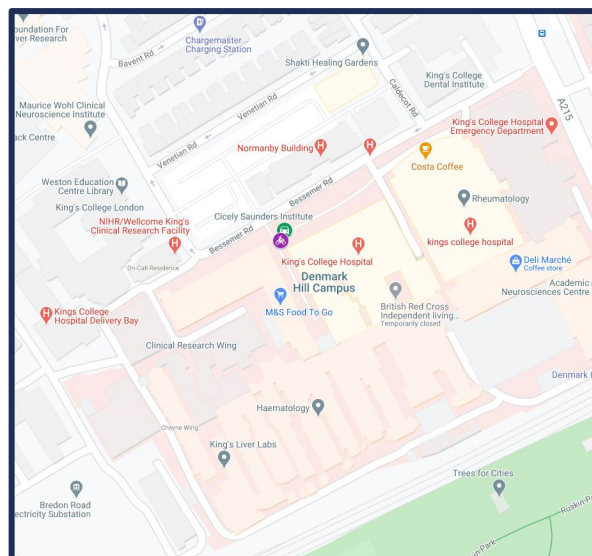 oundation For
ver Research
Bavent Rd
Chargemaster
Charging Station
Shakti Healing Gardens
A215
Caldecot Rd
King's College
Dental Institute
Venetian Rd
Maurice Wohl Clinical
Neuroscience Institute
ack Centre
King's College Hospital
Emergency Department
Venetian Rd
Normanby Building
Costa Coffee
Bessemer Rd
Weston Education
Centre Library
King's College London
Rheumatology
NIHR/Wellcome King's
Clinical Research Facility
Cicely Saunders Institute
Bessemer Rd
kings college hospital
On-Call Residence
King's College Hospital
Deli Marché
Coffee store
Denmark
Hill Campus
Academic
Neurosciences Centre
Kings College
Hospital Delivery Bay
M&S Food To Go
British Red Cross
Independent living...
Temporarily closed
Clinical Research Wing
Denmark H
Haematology
Cheyne Wing
King's Liver Labs
Trees for Cities
Bredon Road
ectricity Substation
Ruskin Park
Ruskin-P